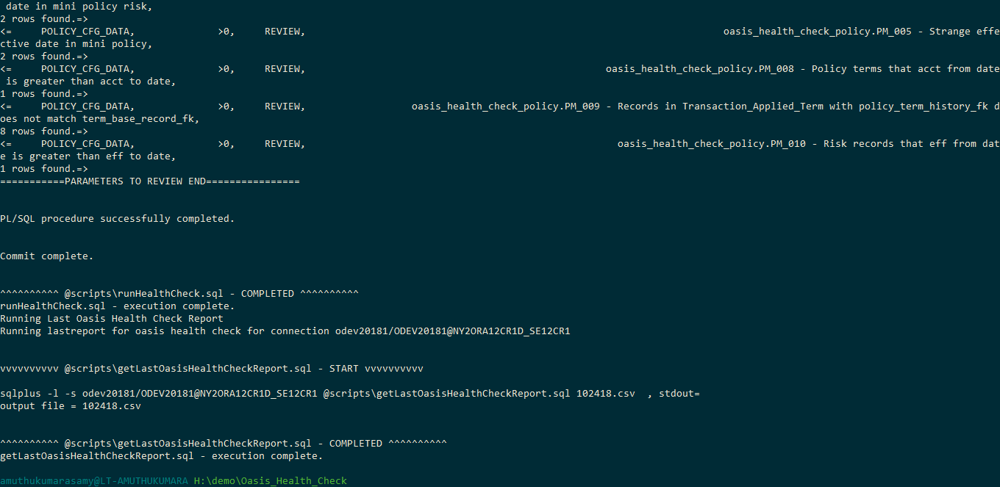 date in mini policy risk,
2 rows found.=>
<=     POLICY_CFG_DATA,              >0,     REVIEW,                                                                       oasis_health_check_policy.PM_005 - Strange effe
ctive date in mini policy,
2 rows found.=>
<=     POLICY_CFG_DATA,              >0,     REVIEW,                                                   oasis_health_check_policy.PM_008 - Policy terms that acct from date
 is greater than acct to date,
1 rows found.=>
<=     POLICY_CFG_DATA,              >0,     REVIEW,                  oasis_health_check_policy.PM_009 - Records in Transaction_Applied_Term with policy_term_history_fk d
oes not match term_base_record_fk,
8 rows found.=>
<=     POLICY_CFG_DATA,              >0,     REVIEW,                                                     oasis_health_check_policy.PM_010 - Risk records that eff from dat
e is greater than eff to date,
1 rows found.=>
===========PARAMETERS TO REVIEW END================
PL/SQL procedure successfully completed.
Commit complete.
^^^^^^^^^^ @scripts\runHealthCheck.sql - COMPLETED ^^^^^^^^^^
runHealthCheck.sql - execution complete.
Running Last Oasis Health Check Report
Running lastreport for oasis health check for connection odev20181/ODEV20181@NY2ORA12CR1D_SE12CR1
vvvvvvvvvv @scripts\getLastOasisHealthCheckReport.sql - START vvvvvvvvvv
sqlplus -l -s odev20181/ODEV20181@NY2ORA12CR1D_SE12CR1 @scripts\getLastOasisHealthCheckReport.sql 102418.csv  , stdout=
output file = 102418.csv
^^^^^^^^^^ @scripts\getLastOasisHealthCheckReport.sql - COMPLETED ^^^^^^^^^^
getLastOasisHealthCheckReport.sql - execution complete.
amuthukumarasamy@LT-AMUTHUKUMARA H:\demo\Oasis_Health_Check